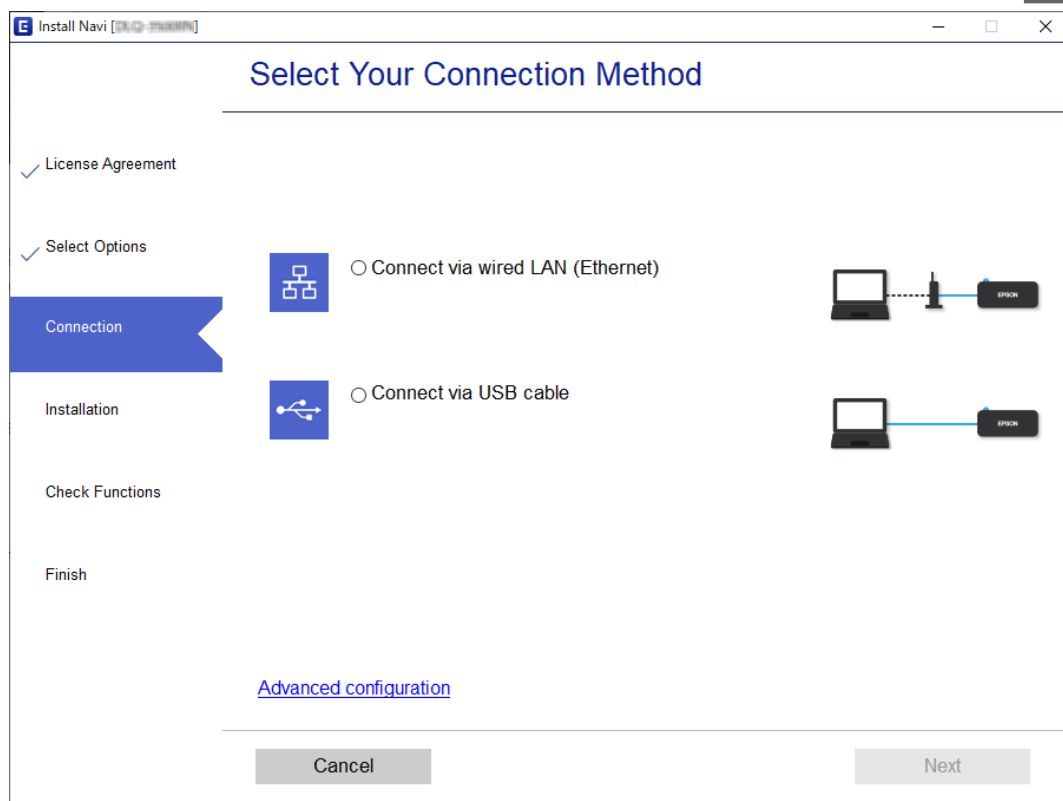 Install Navi [
Select Your Connection Method
License Agreement
Select Options
Connection
Installation
Check Functions
Finish
Connect via wired LAN (Ethernet)
EPSON
Connect via USB cable
EPSON
Advanced configuration
Cancel
Next